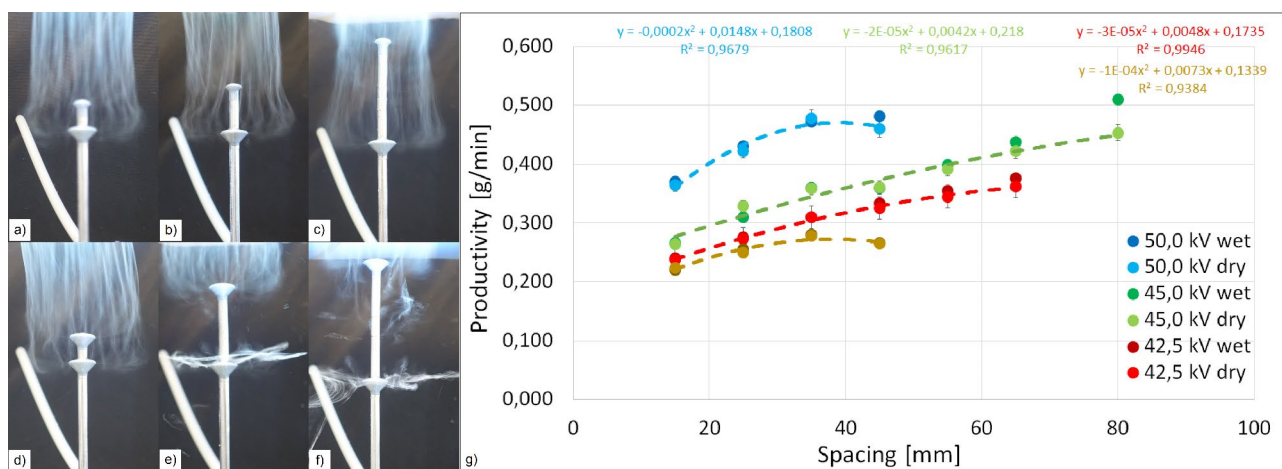 a)
b)
c)
d)
e)
f)
g)
y = -0,0002x² + 0,0148x + 0,1808
R² = 0,9679
y = -2E-05x² + 0,0042x + 0,218
R² = 0,9617
y = -3E-05x² + 0,0048x + 0,1735
R² = 0,9946
y = -1E-04x² + 0,0073x + 0,1339
R² = 0,9384
Productivity [g/min]
0,600
0,500
0,400
0,300
0,200
0,100
0,000
50,0 kV wet
50,0 kV dry
45,0 kV wet
45,0 kV dry
42,5 kV wet
42,5 kV dry
0
20
40
60
80
100
Spacing [mm]